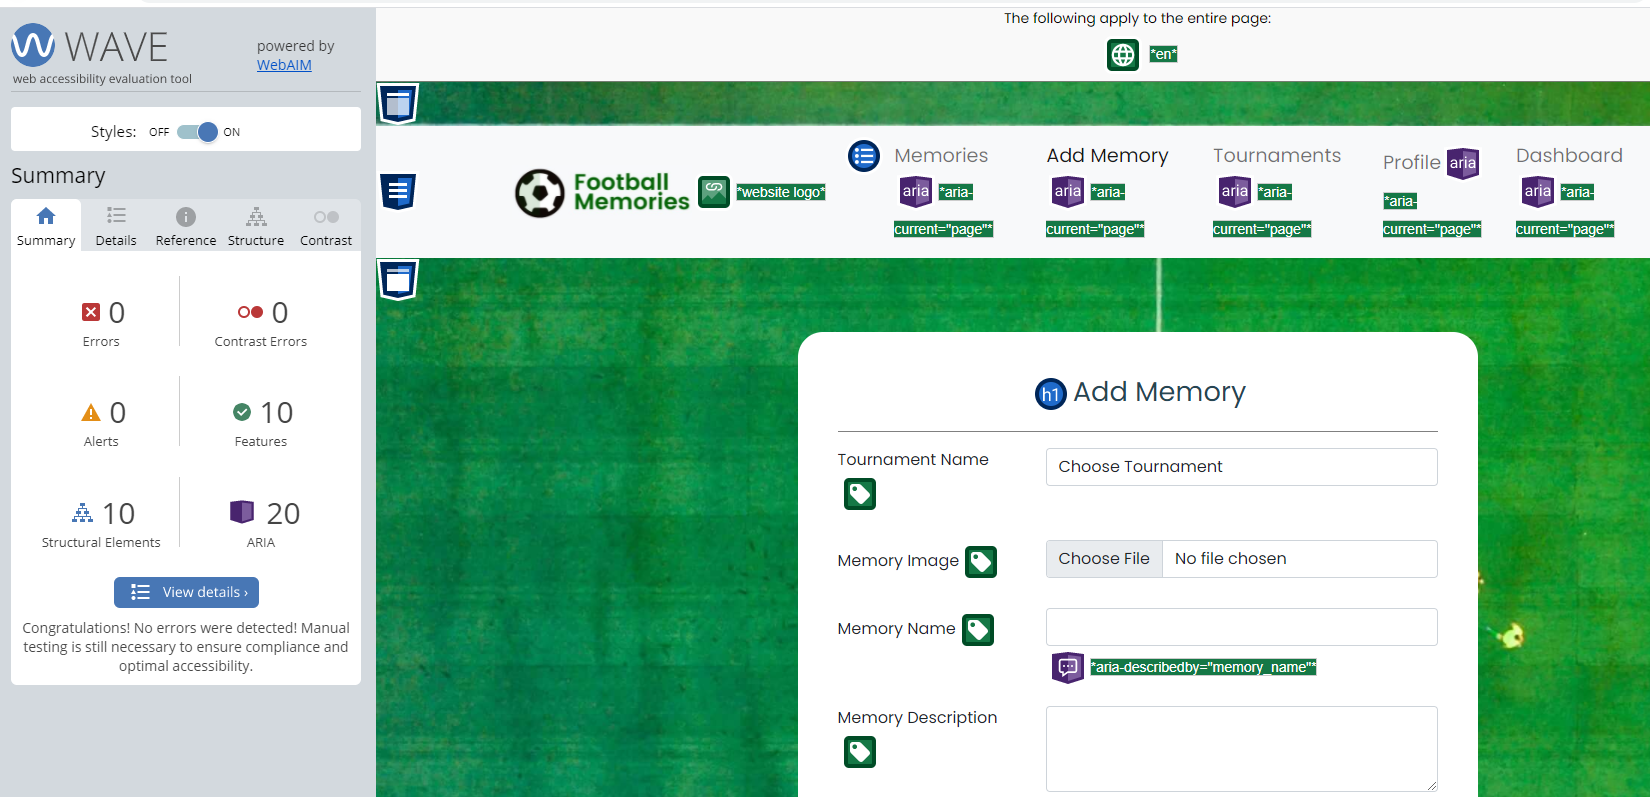 WAVE
web accessibility evaluation tool
powered by
WebAIM
Styles: OFF ON
Summary
Summary Details Reference Structure Contrast
0
Errors
0
Contrast Errors
0
Alerts
10
Features
10
Structural Elements
20
ARIA
View details ›
Congratulations! No errors were detected! Manual
testing is still necessary to ensure compliance and
optimal accessibility.
The following apply to the entire page:
*en*
Football
Memories
*website logo*
Memories
aria *aria-
current="page"*
Add Memory
aria *aria-
current="page"*
Tournaments
aria *aria-
current="page"*
Profile aria
*aria-
current="page"*
Dashboard
aria *aria-
current="page"*
h1 Add Memory
Tournament Name
Choose Tournament
Memory Image
Choose File No file chosen
Memory Name
*aria-describedby="memory_name"*
Memory Description